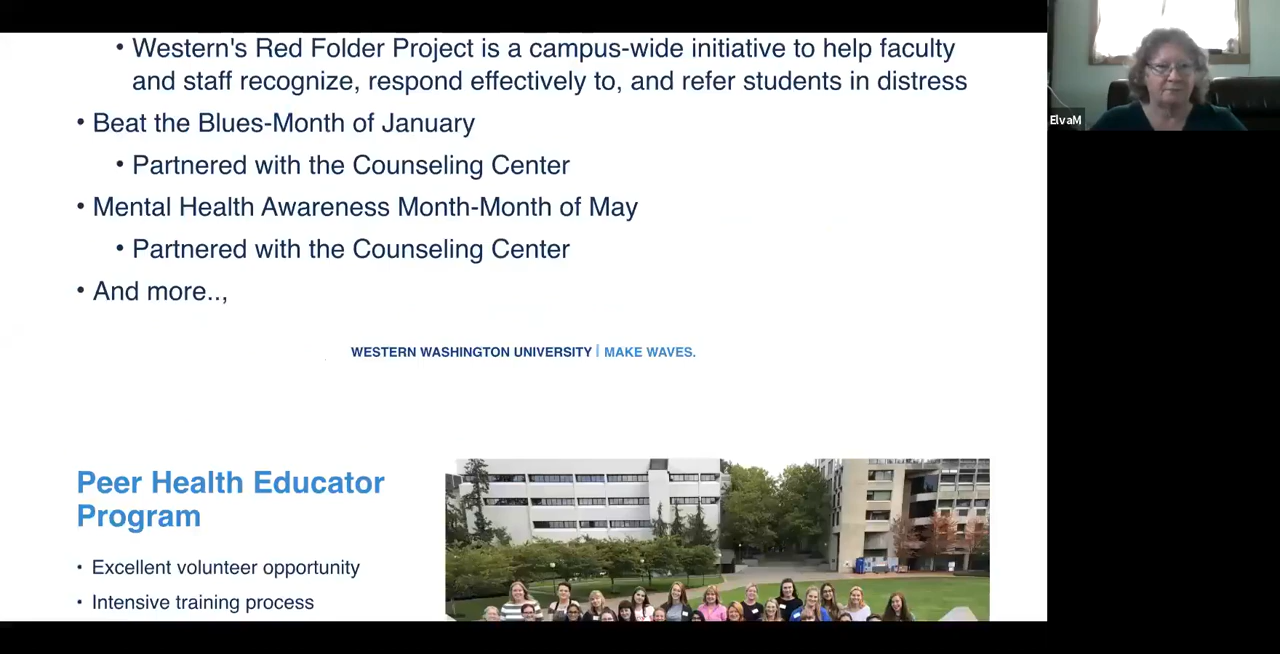 • Western's Red Folder Project is a campus-wide initiative to help faculty
and staff recognize, respond effectively to, and refer students in distress
• Beat the Blues-Month of January
• Partnered with the Counseling Center
• Mental Health Awareness Month-Month of May
• Partnered with the Counseling Center
• And more..,
WESTERN WASHINGTON UNIVERSITY | MAKE WAVES.
Peer Health Educator
Program
• Excellent volunteer opportunity
• Intensive training process
ElvaM